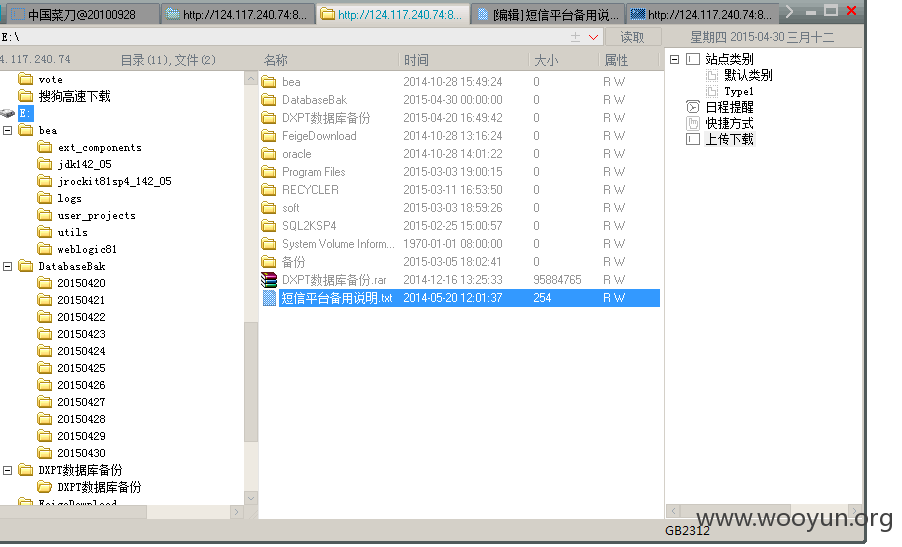 中国菜刀@20100928 http://124.117.240.74:8... http://124.117.240.74:8... [编辑] 短信平台备用说... http://124.117.240.74:8...
E:\ 读取 星期四 2015-04-30 三月十二
4.117.240.74 目录(11),文件(2) 名称 时间 大小 属性
vote
搜狗高速下载
E:
bea
ext_components
jdk142_05
jrockit81sp4_142_05
logs
user_projects
utils
weblogic81
DatabaseBak
20150420
20150421
20150422
20150423
20150424
20150425
20150426
20150427
20150428
20150429
20150430
DXPT数据库备份
DXPT数据库备份
FeigeDownload
bea 2014-10-28 15:49:24 0 R W
DatabaseBak 2015-04-30 00:00:00 0 R W
DXPT数据库备份 2015-04-20 16:49:42 0 R W
FeigeDownload 2014-10-28 13:16:24 0 R W
oracle 2014-10-28 14:01:22 0 R W
Program Files 2015-03-03 19:00:15 0 R W
RECYCLER 2015-03-11 16:53:50 0 R W
soft 2015-03-03 18:59:26 0 R W
SQL2KSP4 2015-02-25 15:00:57 0 R W
System Volume Inform... 1970-01-01 08:00:00 0 R W
备份 2015-03-05 18:02:41 0 R W
DXPT数据库备份.rar 2014-12-16 13:25:33 95884765 R W
短信平台备用说明.txt 2014-05-20 12:01:37 254 R W
站点类别
默认类别
Type1
日程提醒
快捷方式
上传下载
www.wooyun.org
GB2312